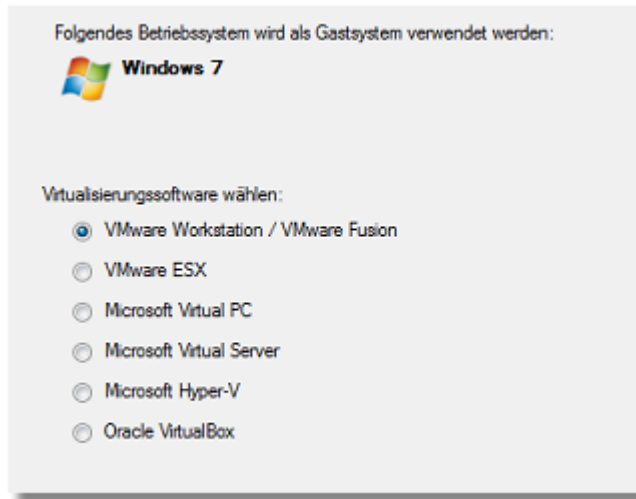 Folgendes Betriebssystem wird als Gastsystem verwendet werden:
Windows 7
Virtualisierungssoftware wählen:
VMware Workstation / VMware Fusion
VMware ESX
Microsoft Virtual PC
Microsoft Virtual Server
Microsoft Hyper-V
Oracle VirtualBox